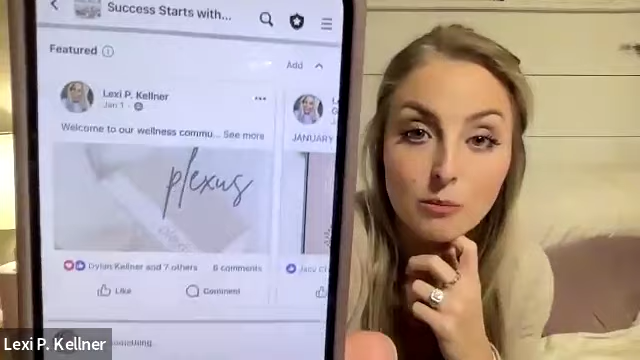 Success Starts with...
Featured
Add
Lexi P. Kellner
Jan 1
Welcome to our wellness commu... See more
JANUARY
plexus
Dylan Kellner and 7 others
6 comments
Like
Comment
something.
Lexi P. Kellner